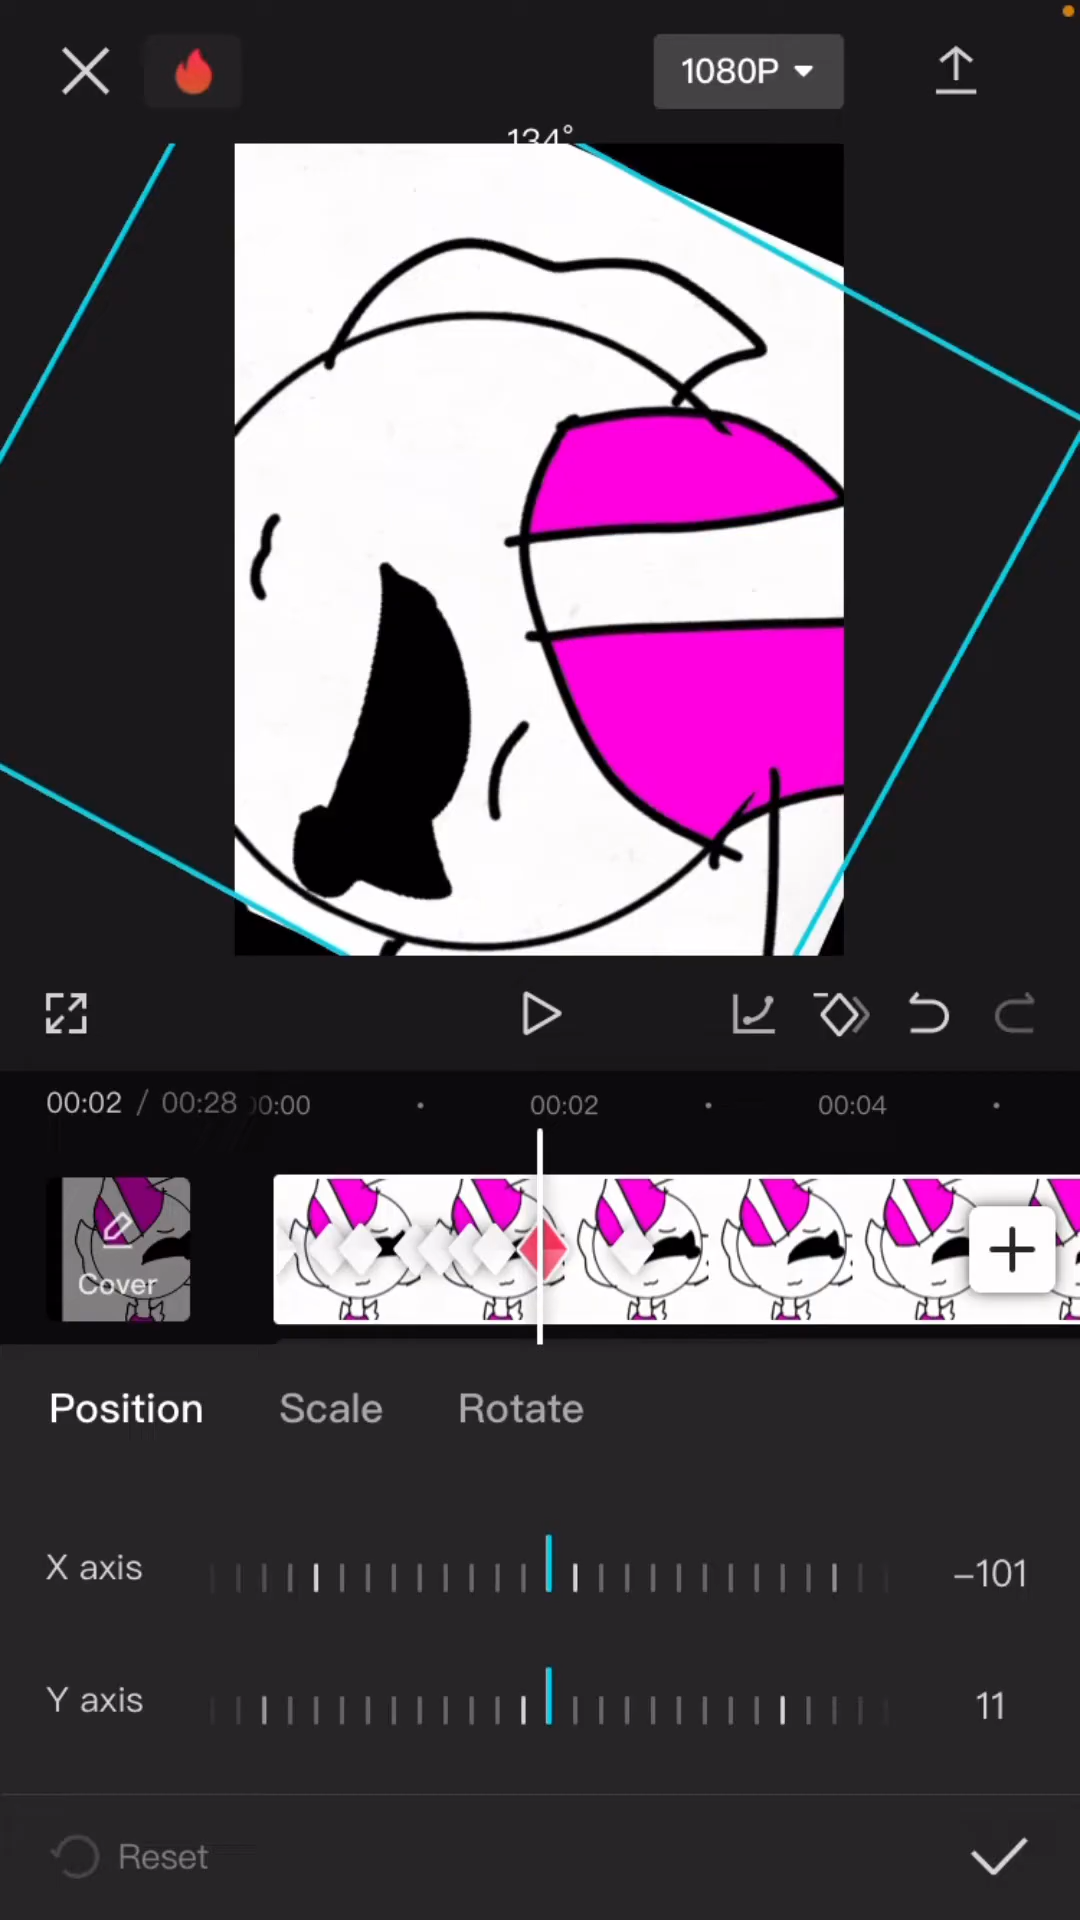 1080P
134°
00:02 / 00:28
00:00
00:02
00:04
Cover
Position Scale Rotate
X axis
–101
Y axis
11
Reset